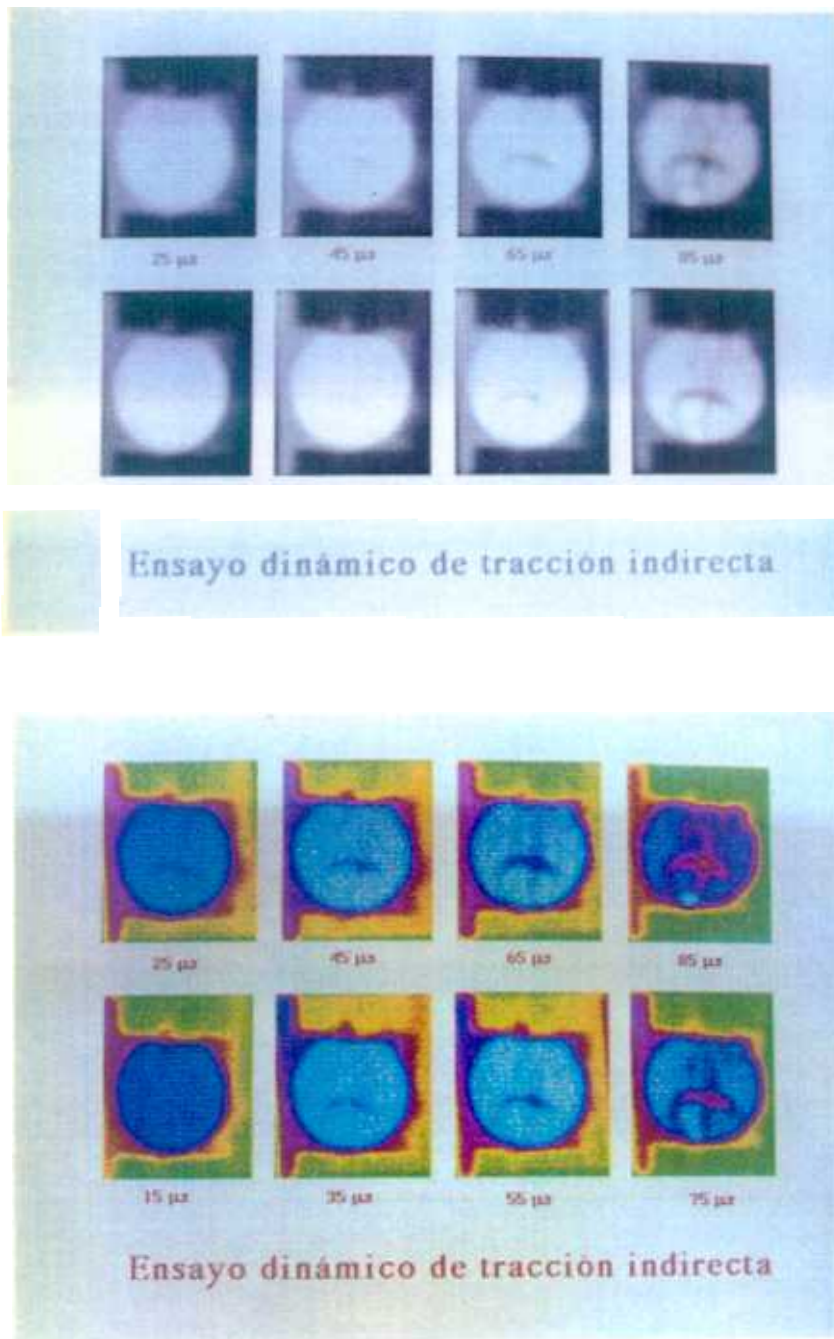 25 µs 45 µs 65 µs 85 µs
Ensayo dinámico de tracción indirecta
25 µs 45 µs 65 µs 85 µs
15 µs 35 µs 55 µs 75 µs
Ensayo dinámico de tracción indirecta